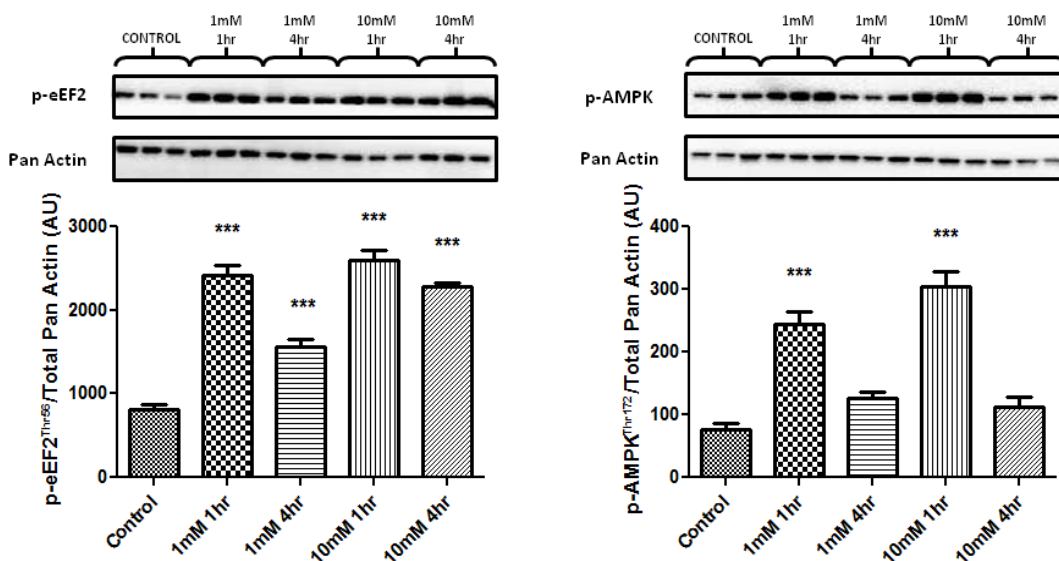 1mM 1mM 10mM 10mM
CONTROL 1hr 4hr 1hr 4hr
p-eEF2
Pan Actin
p-eEF2Thr56/Total Pan Actin (AU)
3000
***
***
***
***
2000
1000
0
Control
1mM 1hr
1mM 4hr
10mM 1hr
10mM 4hr
1mM 1mM 10mM 10mM
CONTROL 1hr 4hr 1hr 4hr
p-AMPK
Pan Actin
p-AMPKThr172/Total Pan Actin (AU)
400
***
***
300
200
100
0
Control
1mM 1hr
1mM 4hr
10mM 1hr
10mM 4hr